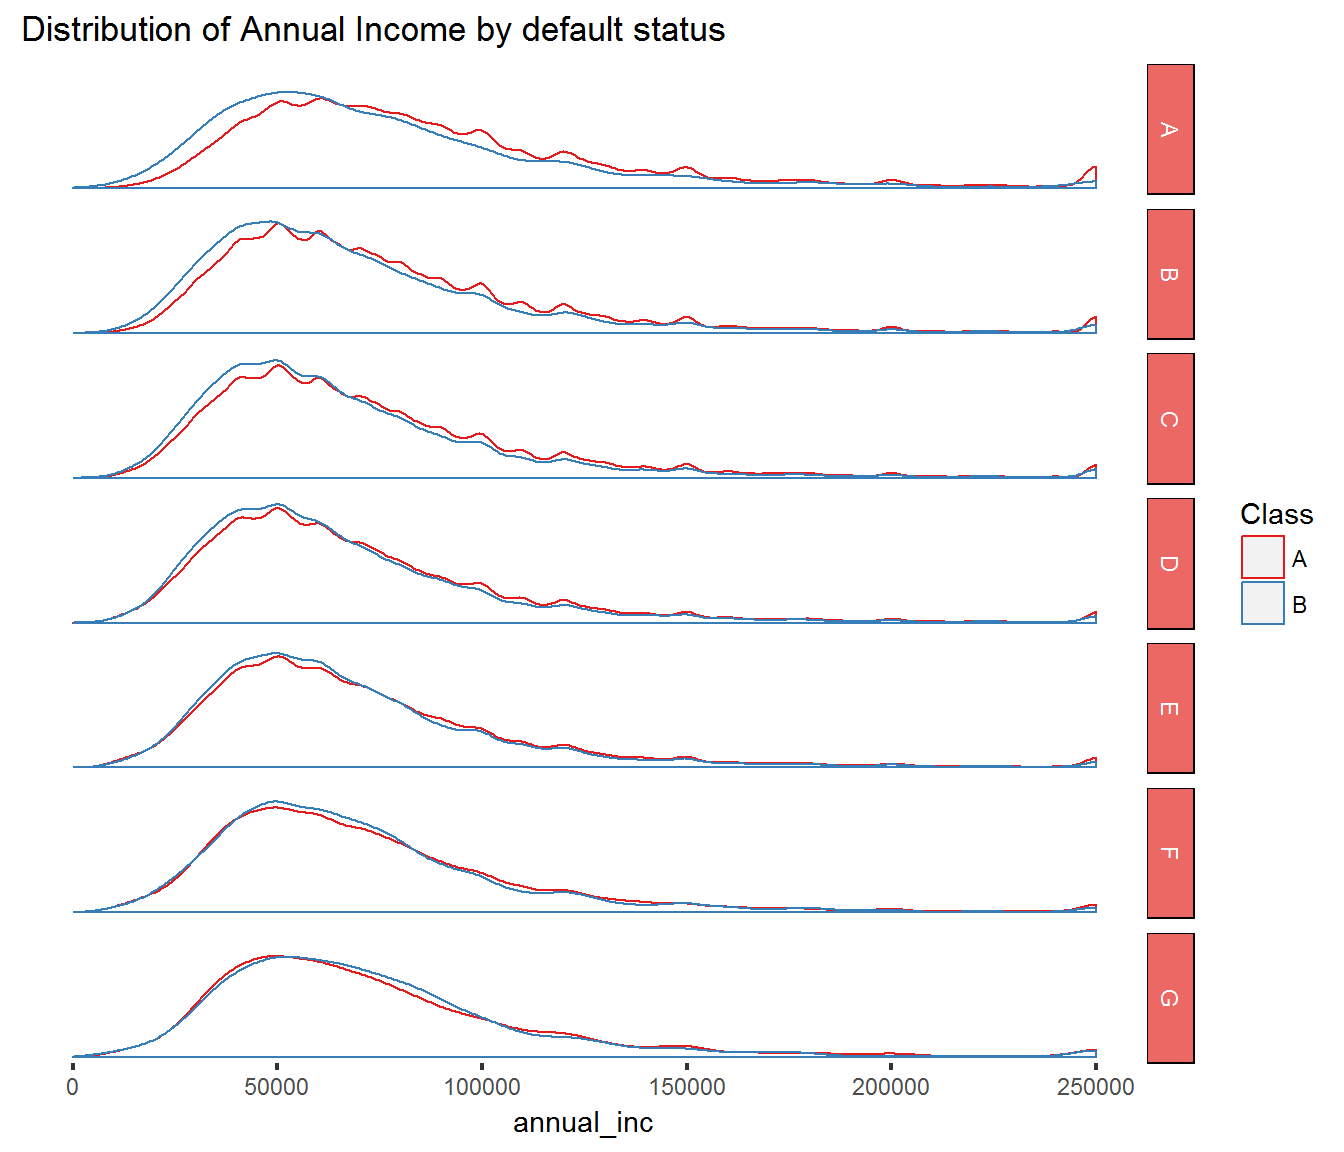 Distribution of Annual Income by default status
A
B
C
D
E
F
G
Class
A
B
0 50000 100000 150000 200000 250000
annual_inc